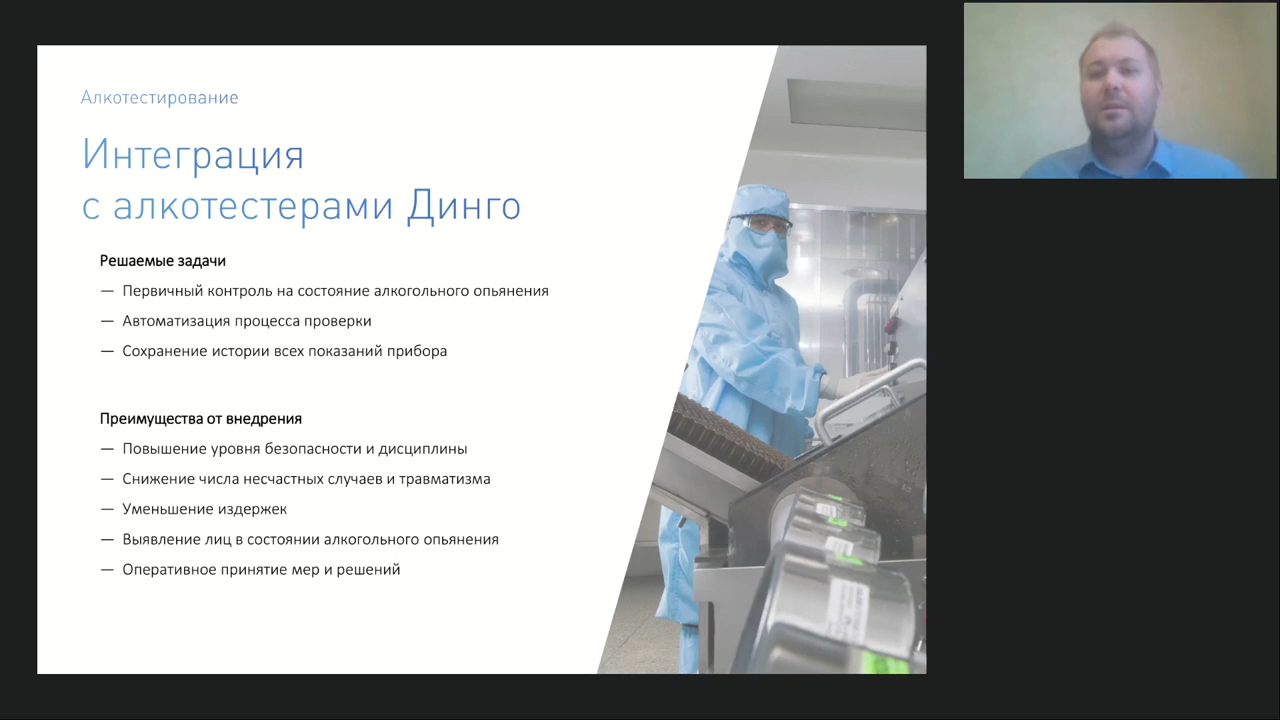 Алкотестирование
Интеграция
с алкотестерами Динго
Решаемые задачи
— Первичный контроль на состояние алкогольного опьянения
— Автоматизация процесса проверки
— Сохранение истории всех показаний прибора
Преимущества от внедрения
— Повышение уровня безопасности и дисциплины
— Снижение числа несчастных случаев и травматизма
— Уменьшение издержек
— Выявление лиц в состоянии алкогольного опьянения
— Оперативное принятие мер и решений